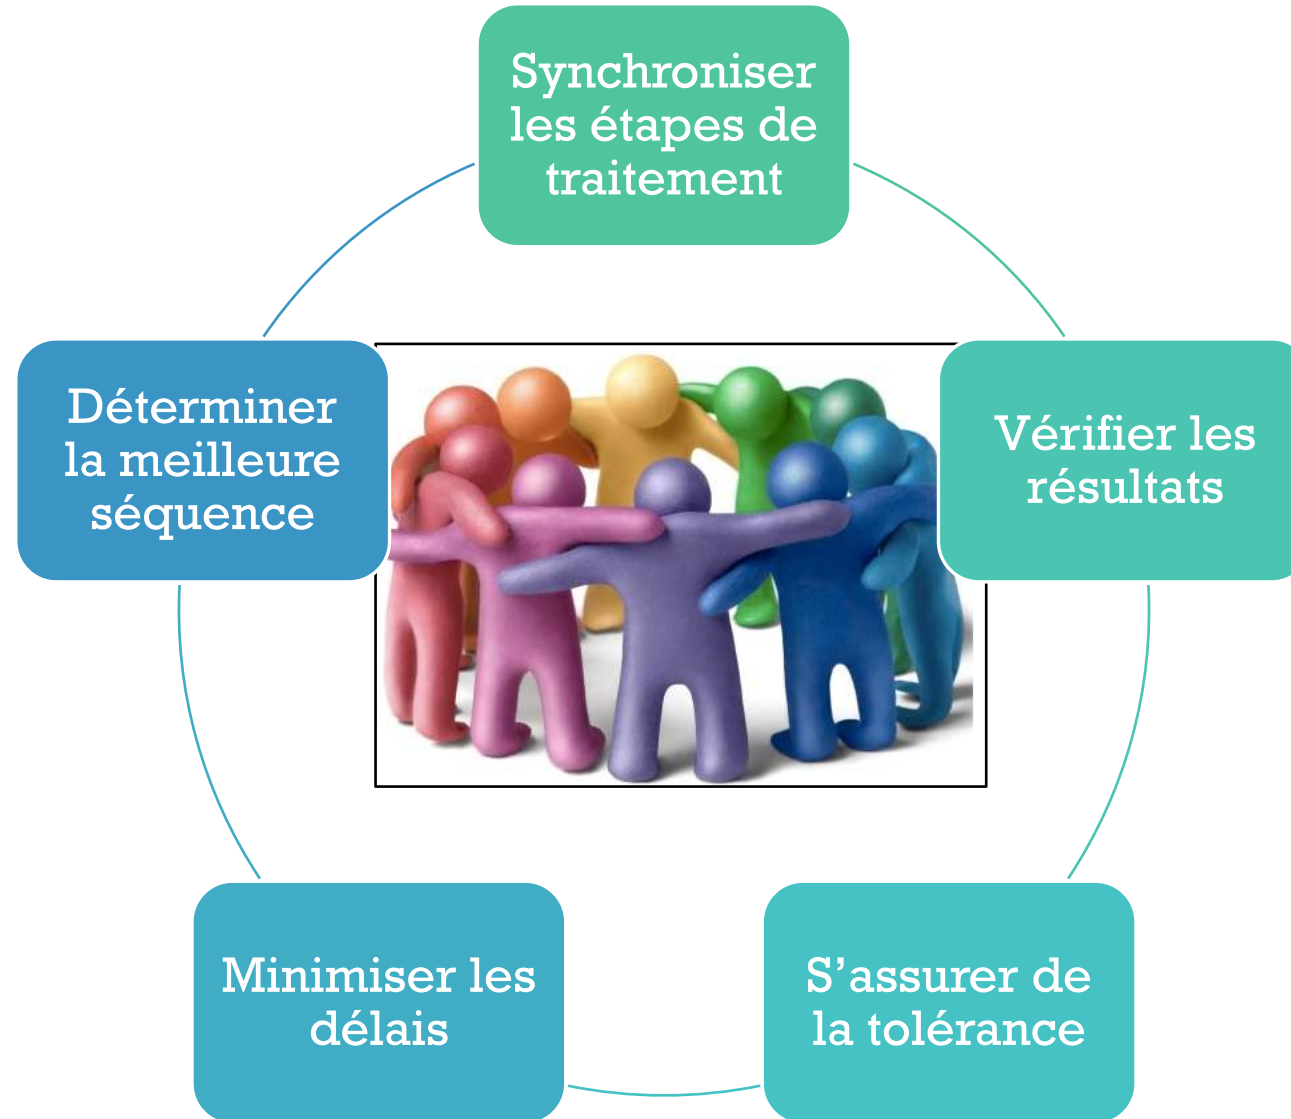 Synchroniser
les étapes de
traitement
Vérifier les
résultats
S’assurer de
la tolérance
Minimiser les
délais
Déterminer
la meilleure
séquence